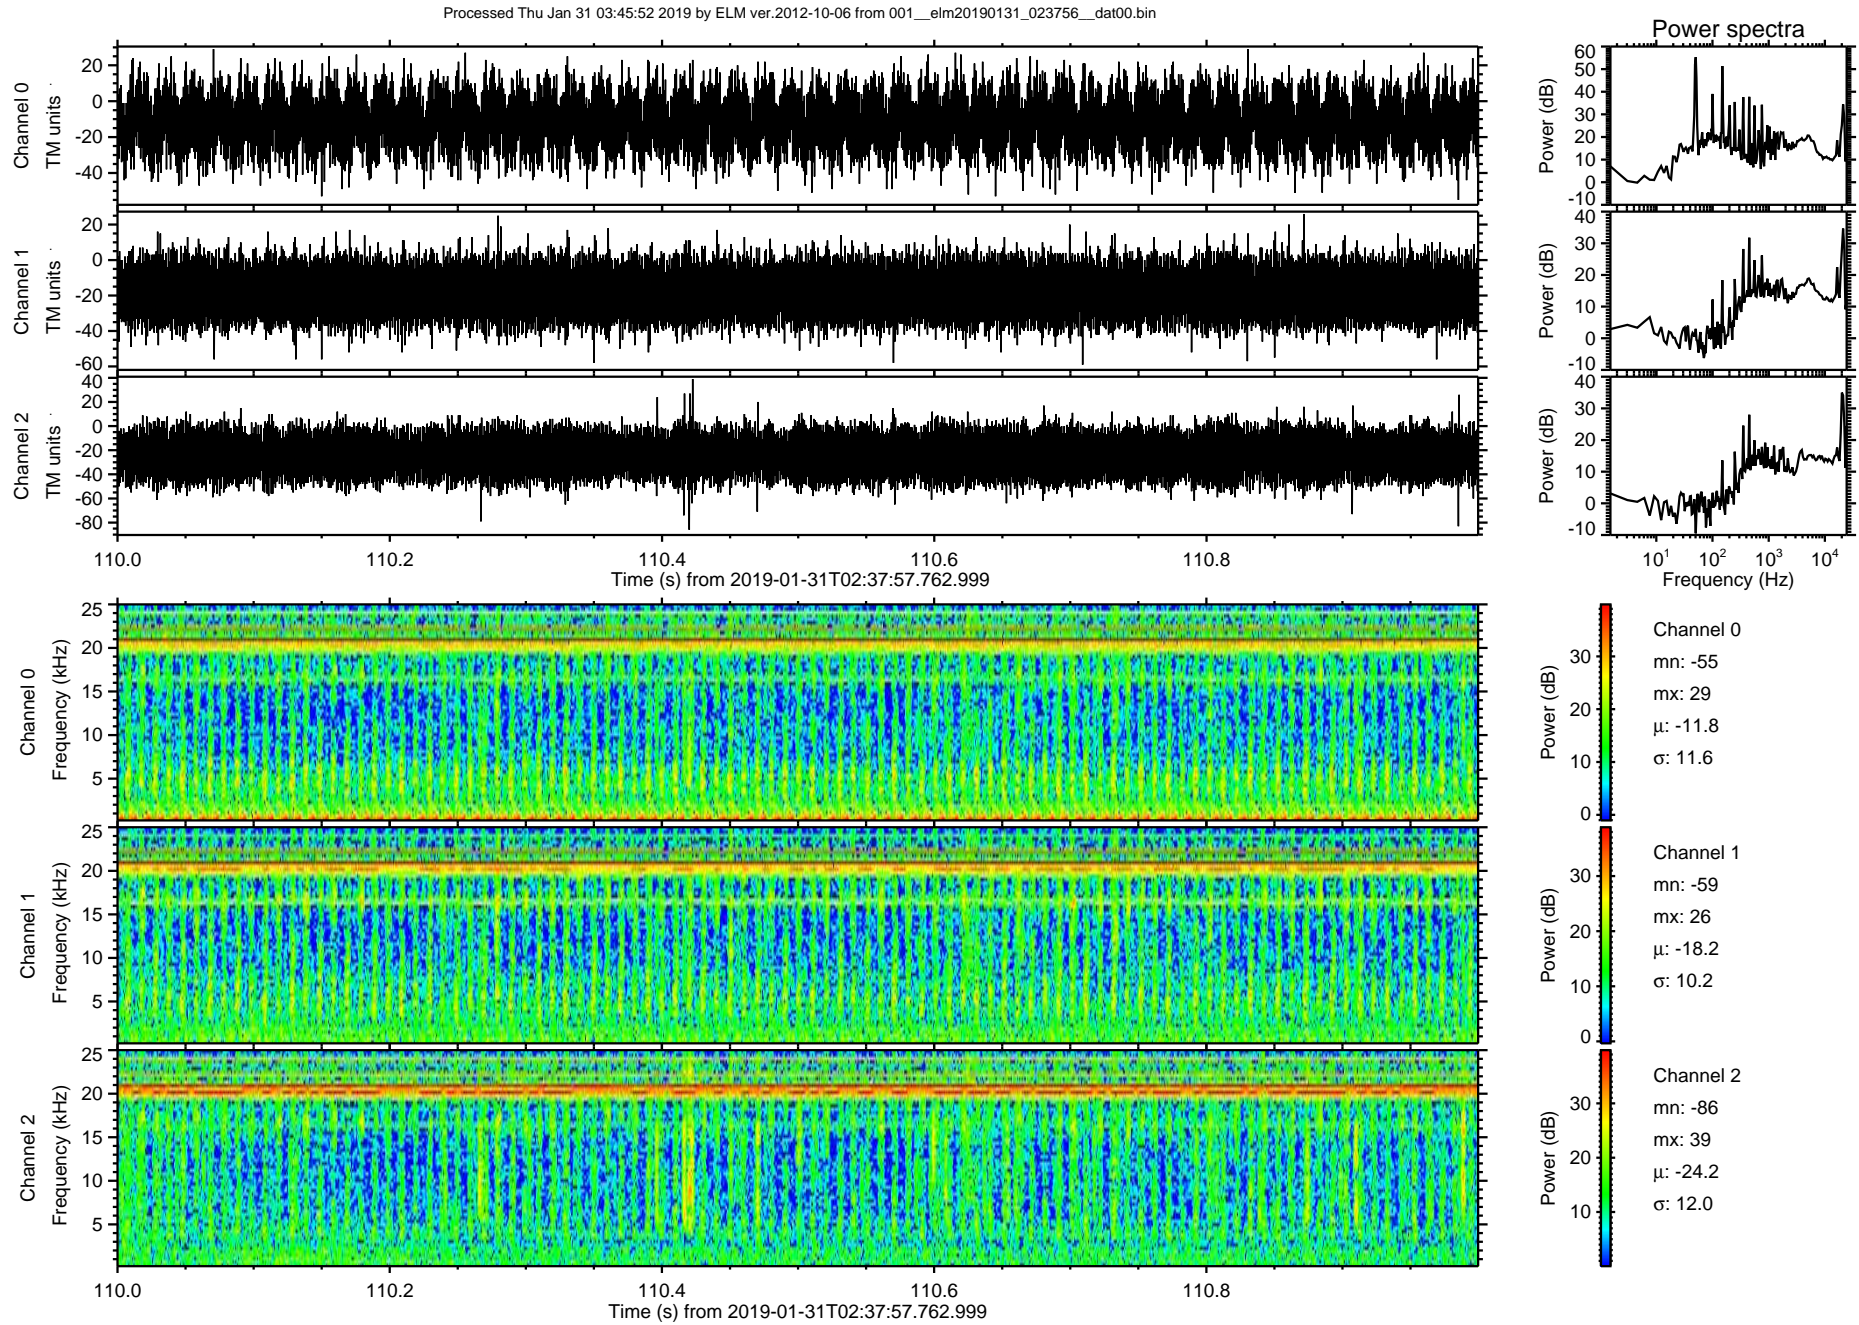 Processed Thu Jan 31 03:45:52 2019 by ELM ver.2012-10-06 from 001__elm20190131_023756__dat00.bin
Power spectra
Channel 0
TM units
20
0
-20
-40
Power (dB)
60
50
40
30
20
10
0
-10
Channel 1
TM units
20
0
-20
-40
-60
Power (dB)
40
30
20
10
0
-10
Channel 2
TM units
40
20
0
-20
-40
-60
-80
Power (dB)
40
30
20
10
0
-10
110.0 110.2 110.4 110.6 110.8
Time (s) from 2019-01-31T02:37:57.762.999
10¹ 10² 10³ 10⁴
Frequency (Hz)
Channel 0
Frequency (kHz)
25
20
15
10
5
Power (dB)
30
20
10
0
Channel 0
mn: -55
mx: 29
μ: -11.8
σ: 11.6
Channel 1
Frequency (kHz)
25
20
15
10
5
Power (dB)
30
20
10
0
Channel 1
mn: -59
mx: 26
μ: -18.2
σ: 10.2
Channel 2
Frequency (kHz)
25
20
15
10
5
Power (dB)
30
20
10
Channel 2
mn: -86
mx: 39
μ: -24.2
σ: 12.0
110.0 110.2 110.4 110.6 110.8
Time (s) from 2019-01-31T02:37:57.762.999